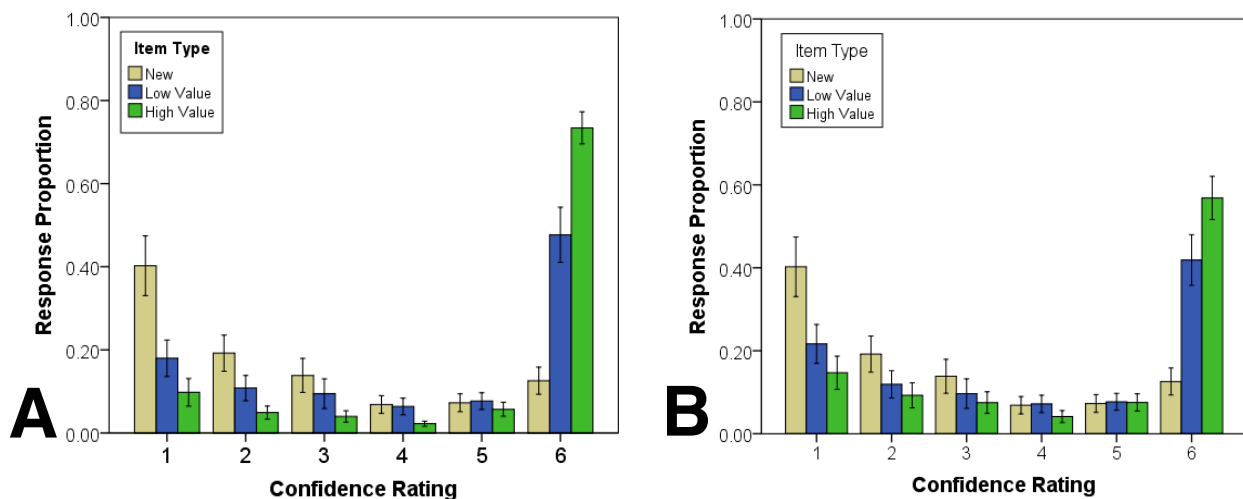 A
Response Proportion
1.00
0.80
0.60
0.40
0.20
0.00
Item Type
New
Low Value
High Value
1 2 3 4 5 6
Confidence Rating
B
Response Proportion
1.00
0.80
0.60
0.40
0.20
0.00
Item Type
New
Low Value
High Value
1 2 3 4 5 6
Confidence Rating